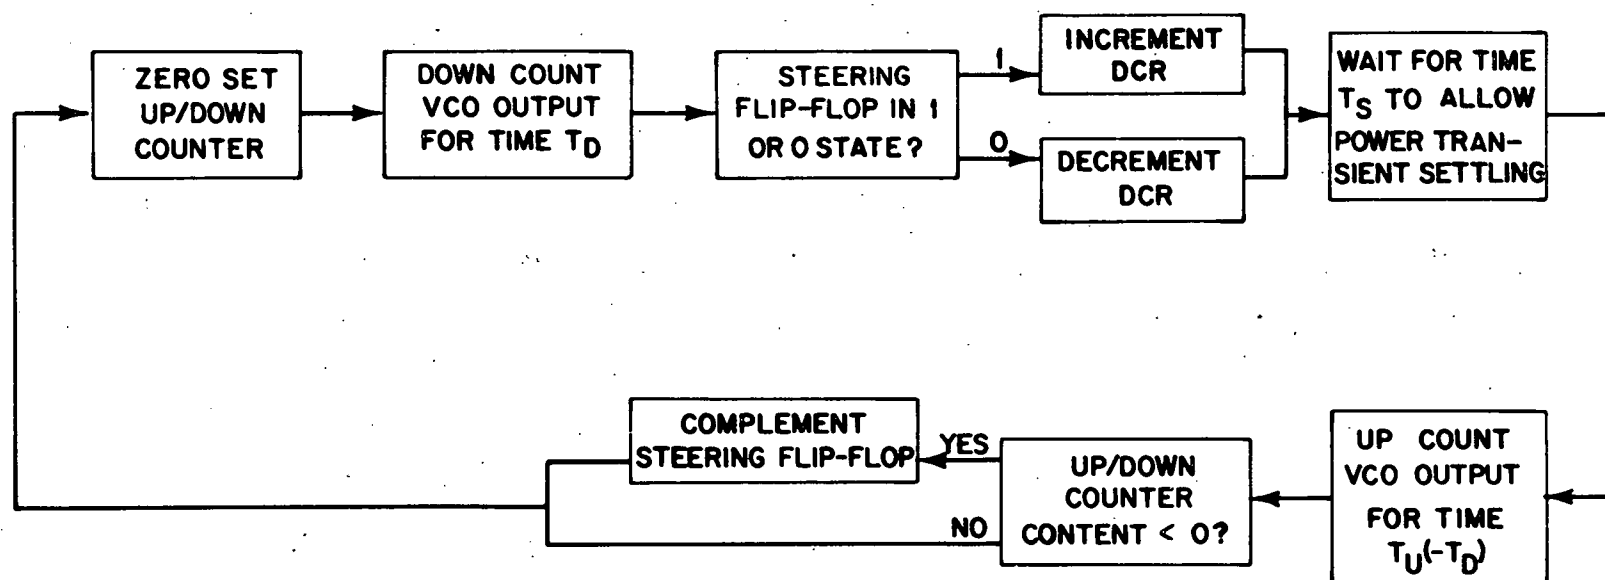 ZERO SET
UP/DOWN
COUNTER
DOWN COUNT
VCO OUTPUT
FOR TIME TD
STEERING
FLIP-FLOP IN 1
OR 0 STATE?
1
INCREMENT
DCR
0
DECREMENT
DCR
WAIT FOR TIME
TS TO ALLOW
POWER TRAN-
SIENT SETTLING
UP COUNT
VCO OUTPUT
FOR TIME
TU(-TD)
UP/DOWN
COUNTER
CONTENT < 0?
YES
COMPLEMENT
STEERING FLIP-FLOP
NO